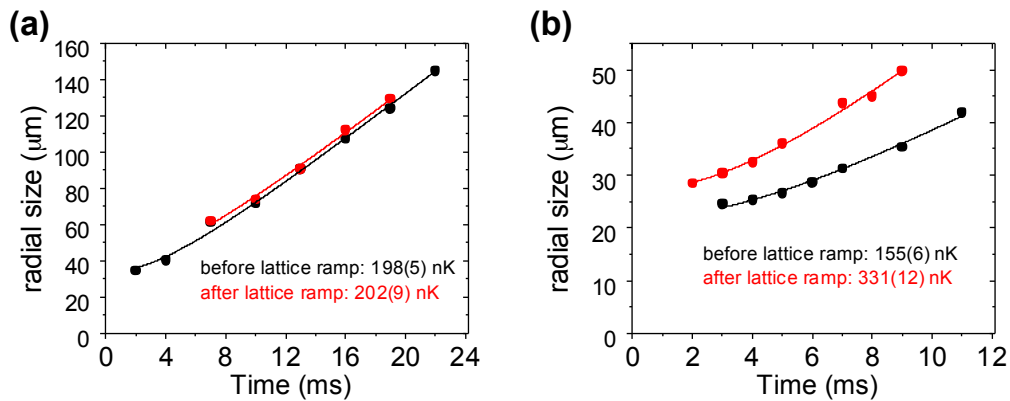 (a)
radial size (μm)
160
140
120
100
80
60
40
20
0
before lattice ramp: 198(5) nK
after lattice ramp: 202(9) nK
0 4 8 12 16 20 24
Time (ms)
(b)
radial size (μm)
50
40
30
20
10
0
before lattice ramp: 155(6) nK
after lattice ramp: 331(12) nK
0 2 4 6 8 10 12
Time (ms)